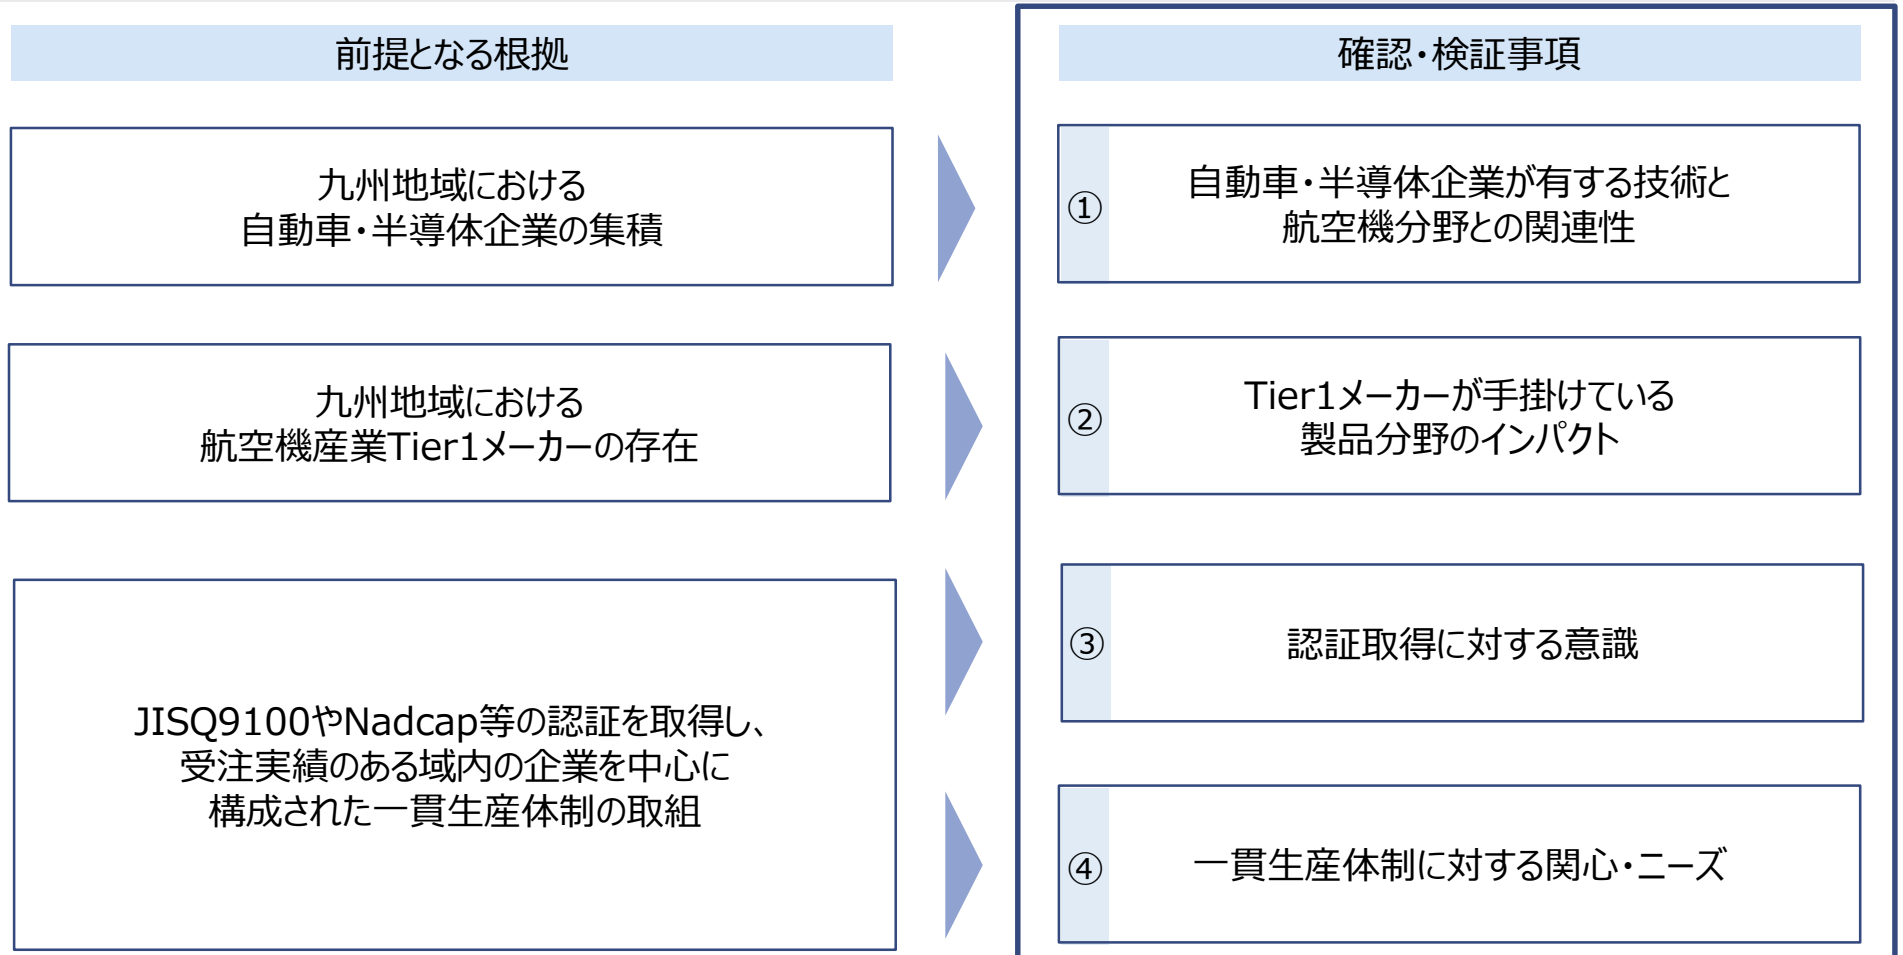 前提となる根拠
確認・検証事項
九州地域における
自動車・半導体企業の集積
①
自動車・半導体企業が有する技術と
航空機分野との関連性
九州地域における
航空機産業Tier1メーカーの存在
②
Tier1メーカーが手掛けている
製品分野のインパクト
JISQ9100やNadcap等の認証を取得し、
受注実績のある域内の企業を中心に
構成された一貫生産体制の取組
③
認証取得に対する意識
④
一貫生産体制に対する関心・ニーズ